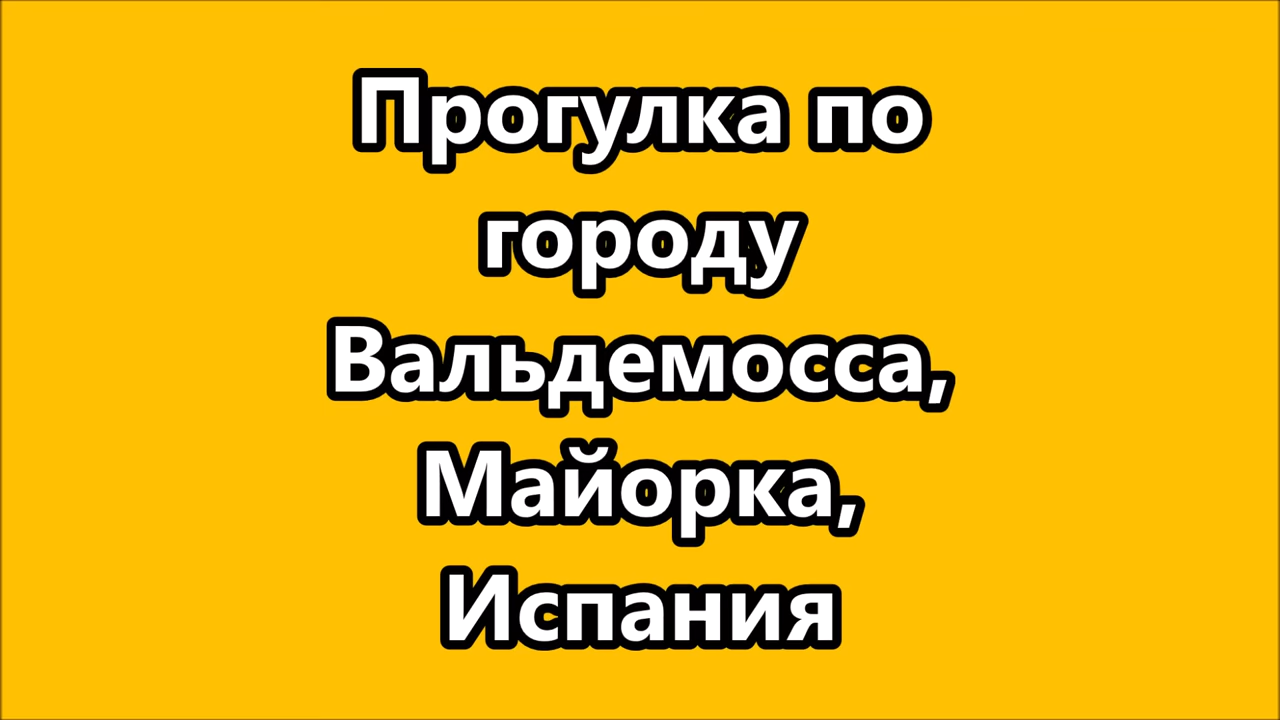 Прогулка по
городу
Вальдемосса,
Майорка,
Испания